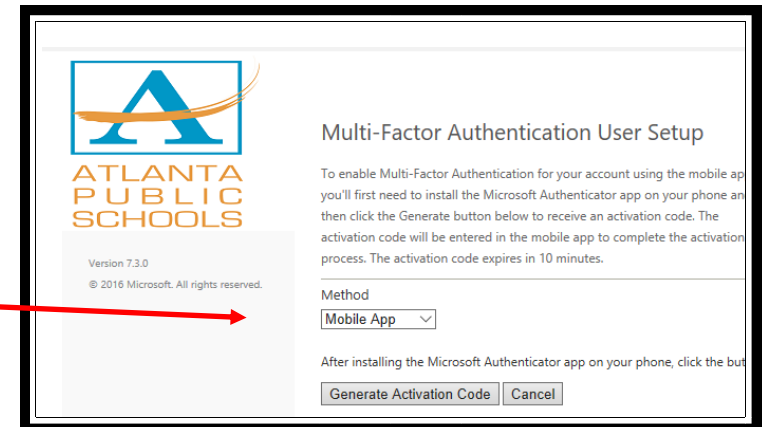 ATLANTA
PUBLIC
SCHOOLS
Version 7.3.0
© 2016 Microsoft. All rights reserved.
Multi-Factor Authentication User Setup
To enable Multi-Factor Authentication for your account using the mobile ap
you'll first need to install the Microsoft Authenticator app on your phone an
then click the Generate button below to receive an activation code. The
activation code will be entered in the mobile app to complete the activation
process. The activation code expires in 10 minutes.
Method
Mobile App
After installing the Microsoft Authenticator app on your phone, click the but
Generate Activation Code Cancel